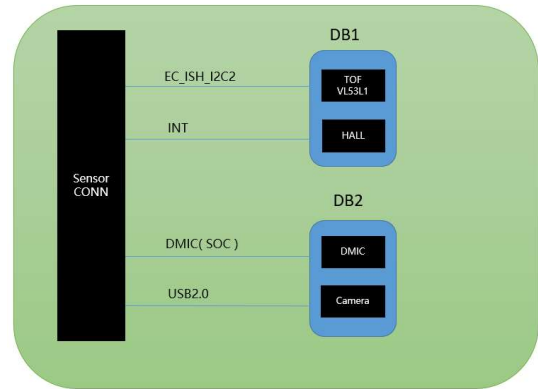 DB1
EC_ISH_I2C2
TOF
VL53L1
INT
HALL
Sensor
CONN
DB2
DMIC( SOC )
DMIC
USB2.0
Camera